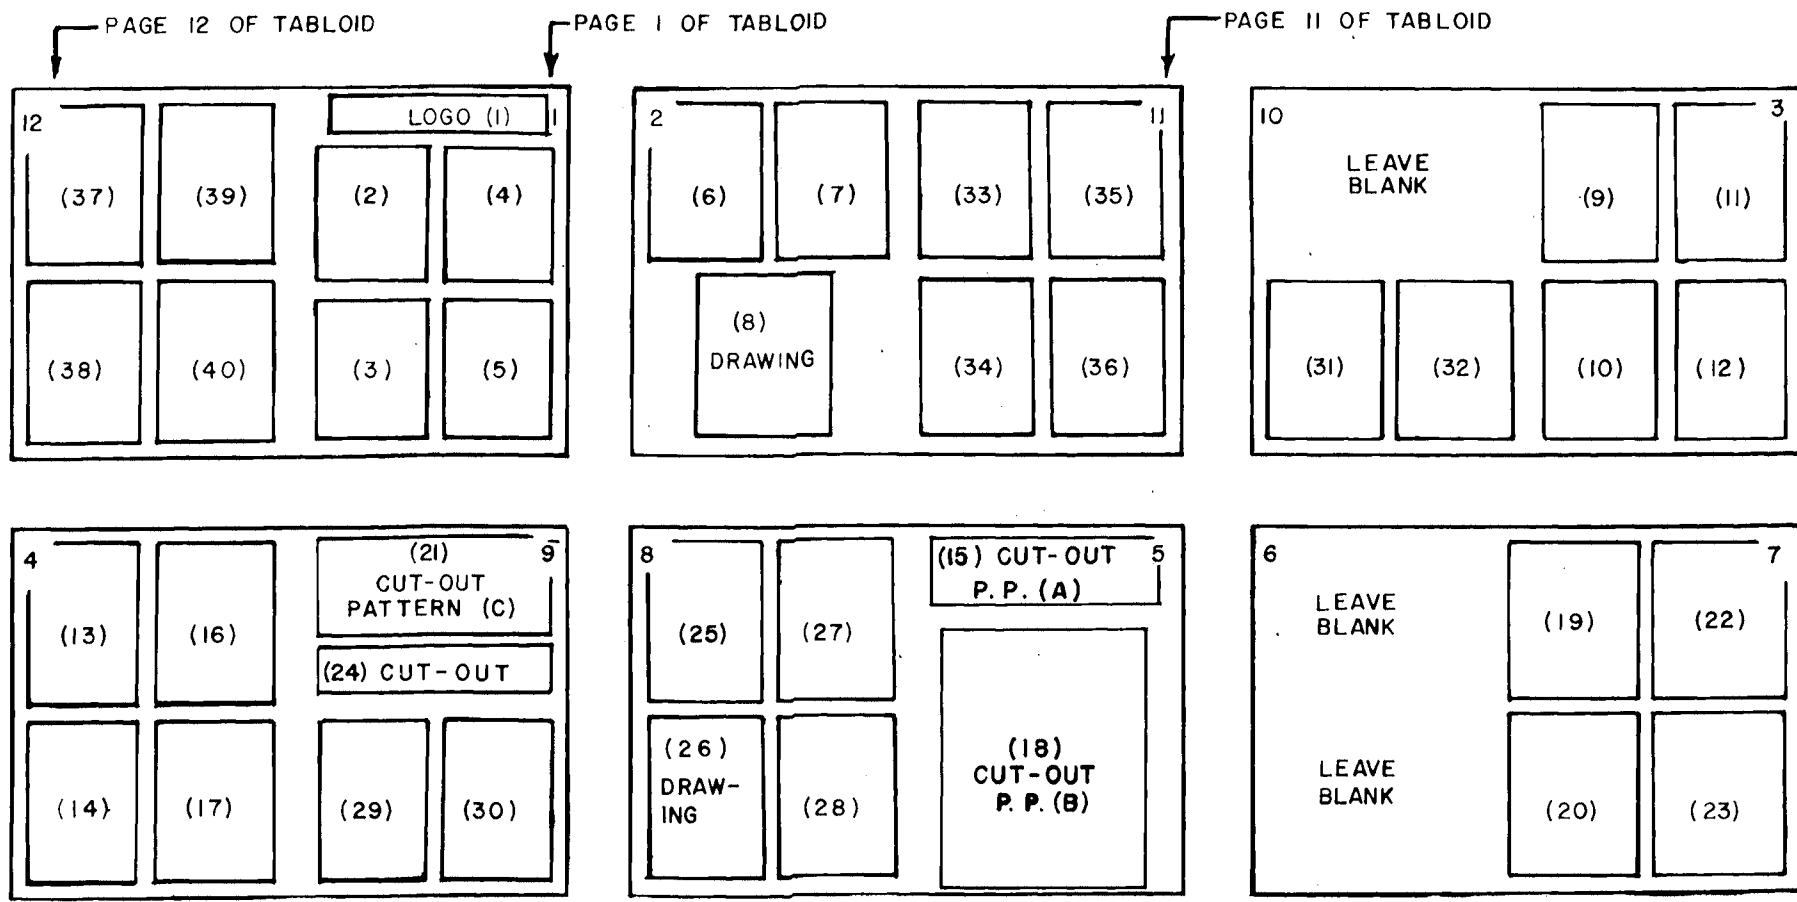 PAGE 12 OF TABLOID
PAGE 1 OF TABLOID
PAGE 11 OF TABLOID
12
LOGO (1)
1
(37)
(39)
(2)
(4)
(38)
(40)
(3)
(5)
2
11
(6)
(7)
(33)
(35)
(8)
DRAWING
(34)
(36)
10
3
LEAVE
BLANK
(9)
(11)
(31)
(32)
(10)
(12)
4
(21)
CUT-OUT
PATTERN (C)
9
(13)
(16)
(24) CUT-OUT
(14)
(17)
(29)
(30)
8
(15) CUT-OUT
P. P. (A)
5
(25)
(27)
(26)
DRAW-
ING
(28)
(18)
CUT-OUT
P. P. (B)
6
7
LEAVE
BLANK
(19)
(22)
LEAVE
BLANK
(20)
(23)